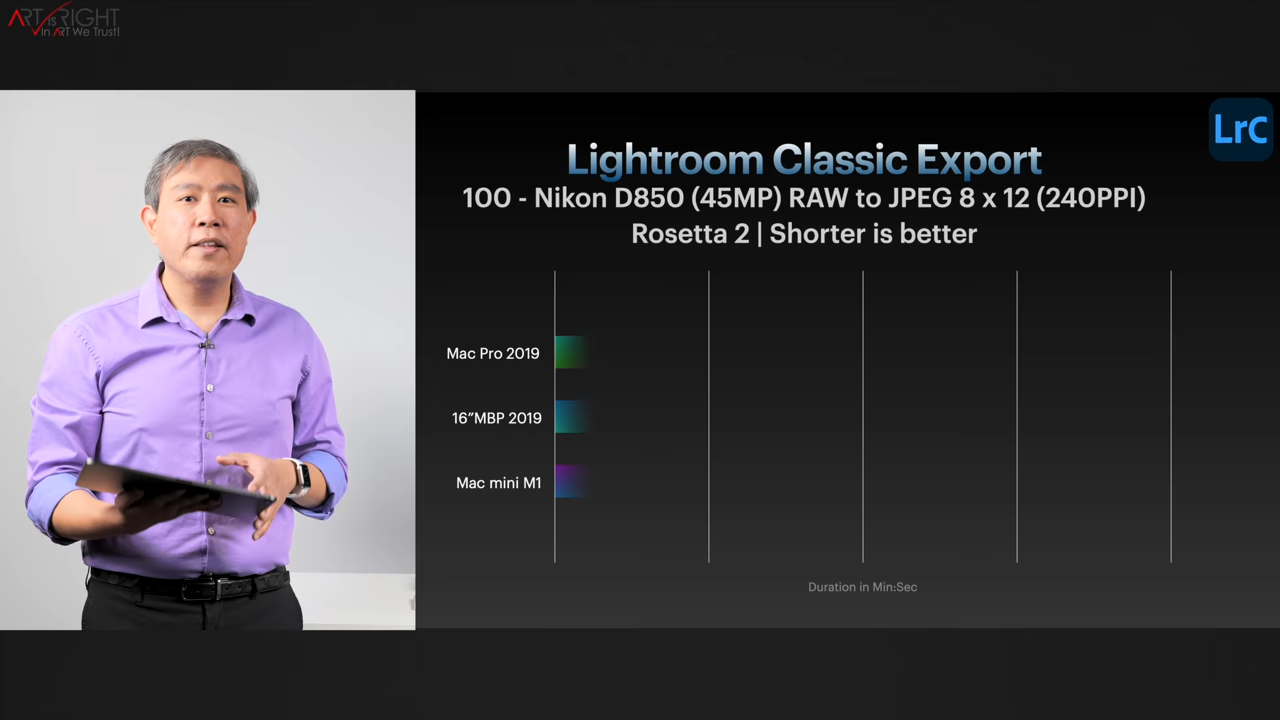 ART is RIGHT
in ART We Trust!
LrC
Lightroom Classic Export
100 - Nikon D850 (45MP) RAW to JPEG 8 x 12 (240PPI)
Rosetta 2 | Shorter is better
Mac Pro 2019
16″MBP 2019
Mac mini M1
Duration in Min:Sec